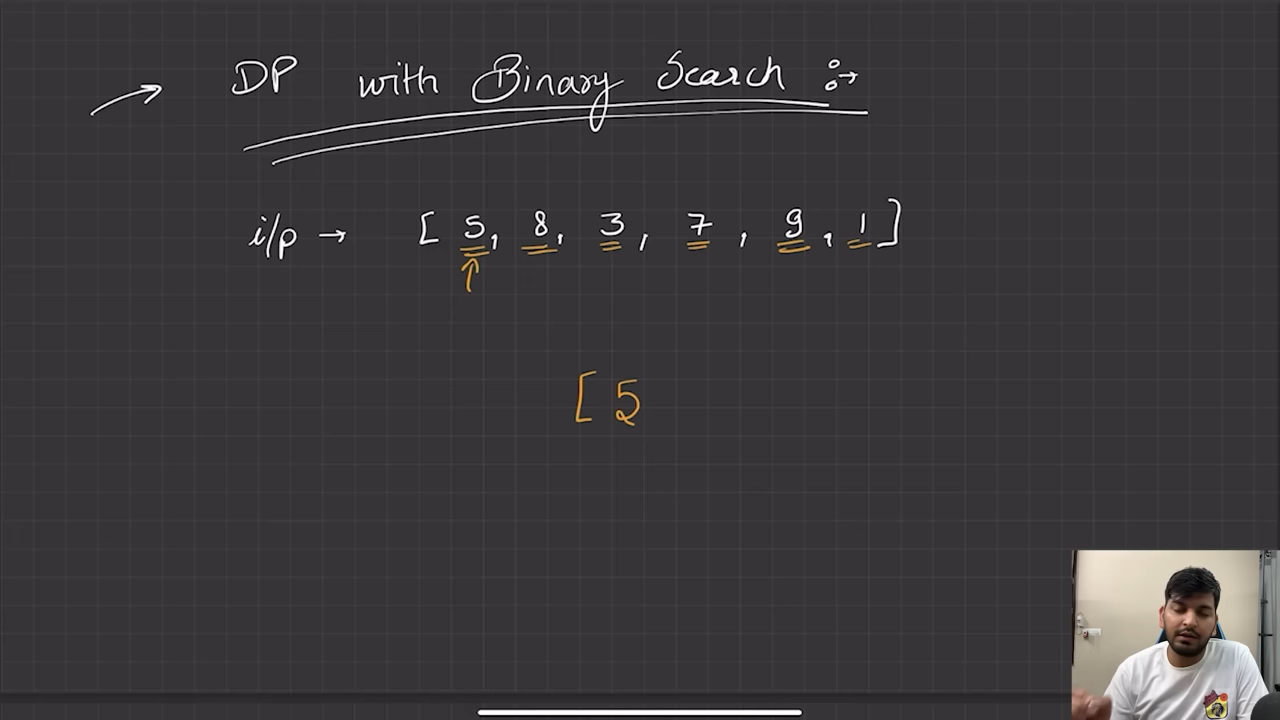 → DP with Binary Search :→
i/p → [ 5, 8, 3, 7, 9, 1 ]
[ 5